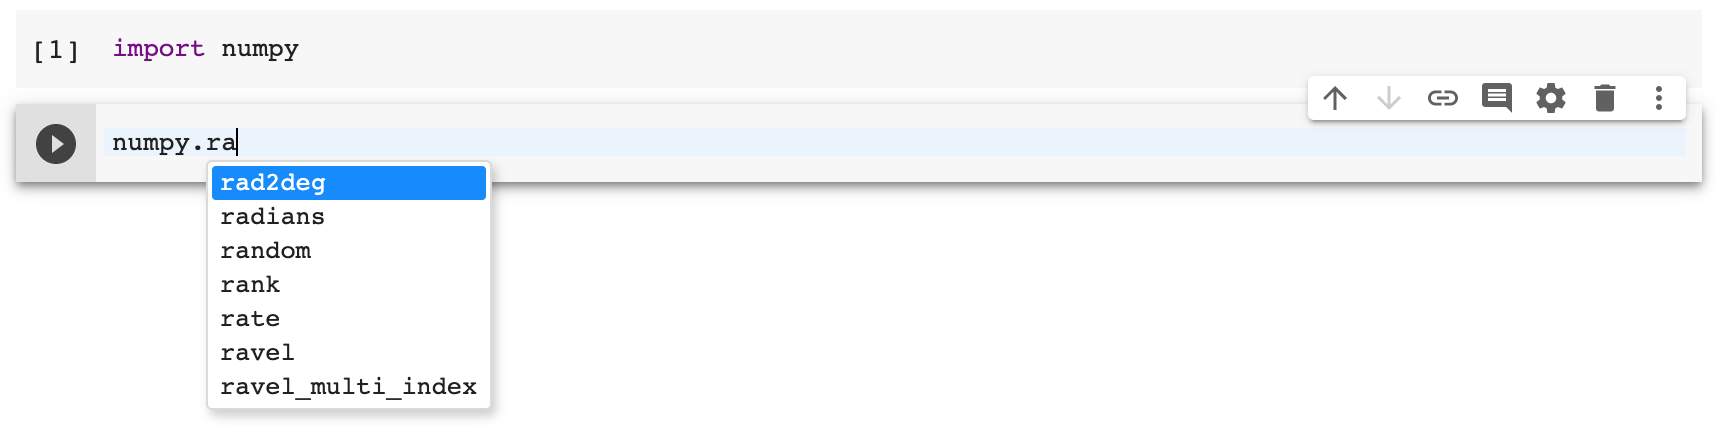 [1] import numpy
numpy.ra
rad2deg
radians
random
rank
rate
ravel
ravel_multi_index